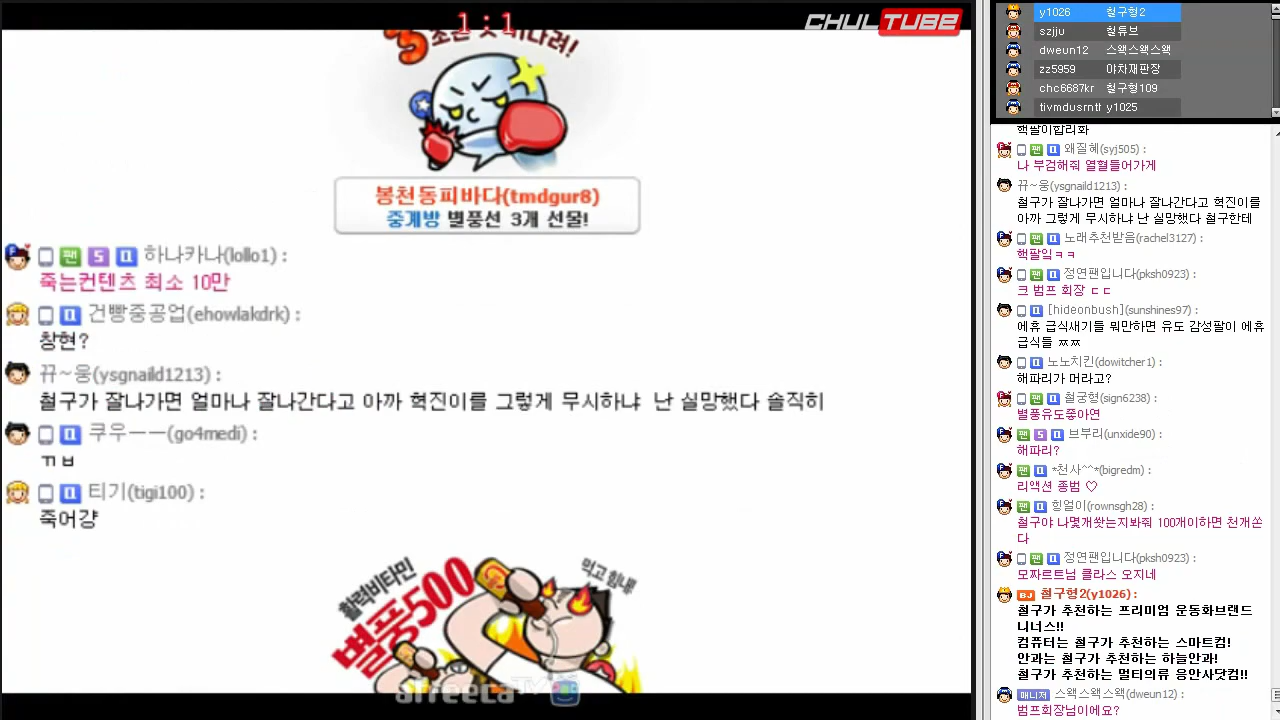 1 : 1
CHULTUBE
봉천동피바다(tmdgur8)
중계방 별풍선 3개 선물!
하나카나(lollo1) :
죽는컨텐츠 최소 10만
건빵중공업(ehowlakdrk) :
창현?
뀨~웅(ysgnaild1213) :
철구가 잘나가면 얼마나 잘나간다고 아까 혁진이를 그렇게 무시하냐 난 실망했다 솔직히
쿠우ㅡㅡ(go4medi) :
ㄲㅂ
티기(tigi100) :
죽어걍
활력비타민
별풍500
먹고 힘내!
afreecaTV
y1026 철구형2
szjju 철튜브
dweun12 스왝스왝스왝
zz5959 야차재판장
chc6687kr 철구형109
tivmdusrntl y1025
핵팔이합리화
왜질혜(syj505) :
나 부검해줘 열혈들어가게
뀨~웅(ysgnaild1213) :
철구가 잘나가면 얼마나 잘나간다고 혁진이를
아까 그렇게 무시하냐 난 실망했다 철구한테
노래추천받음(rachel3127) :
핵팔잌ㅋㅋ
정연팬입니다(pksh0923) :
크 범프 회장 ㄷㄷ
[hideonbush](sunshines97) :
에휴 급식새기들 뭐만하면 유도 감성팔이 에휴
급식들 ㅉㅉ
노노치킨(dowitcher1) :
해파리가 머라고?
철궁형(sign6238) :
별풍유도좋아연
브부리(unxide90) :
해파리?
*천사^^*(bigredm) :
리액션 종범 ♡
힝얼이(rownsgh28) :
철구야 나몇개쐈는지봐줘 100개이하면 천개쏜
다
정연팬입니다(pksh0923) :
모짜르트님 클라스 오지네
BJ 철구형2(y1026) :
철구가 추천하는 프리미엄 운동화브랜드
니너스!!
컴퓨터는 철구가 추천하는 스마트컴!
안과는 철구가 추천하는 하늘안과!
철구가 추천하는 멀터의류 응안사닷컴!!
매니저 스왝스왝스왝(dweun12) :
범프회장님이에요?